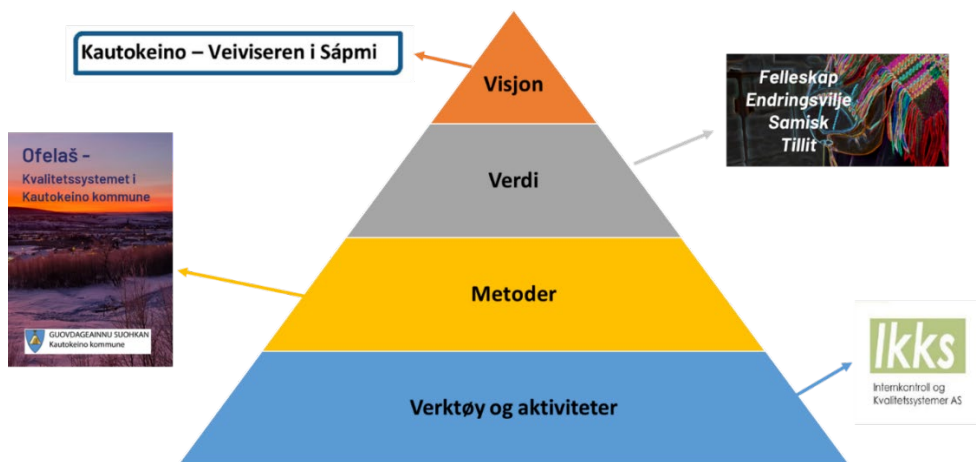 Kautokeino – Veiviseren i Sápmi
Visjon
Felleskap
Endringsvilje
Samisk
Tillit
Ofelaš -
Kvalitetssystemet i
Kautokeino kommune
GUOVDAGEAINNU SUOHKAN
Kautokeino kommune
Verdi
Metoder
Ikks
Internkontroll og
Kvalitetssystemer AS
Verktøy og aktiviteter